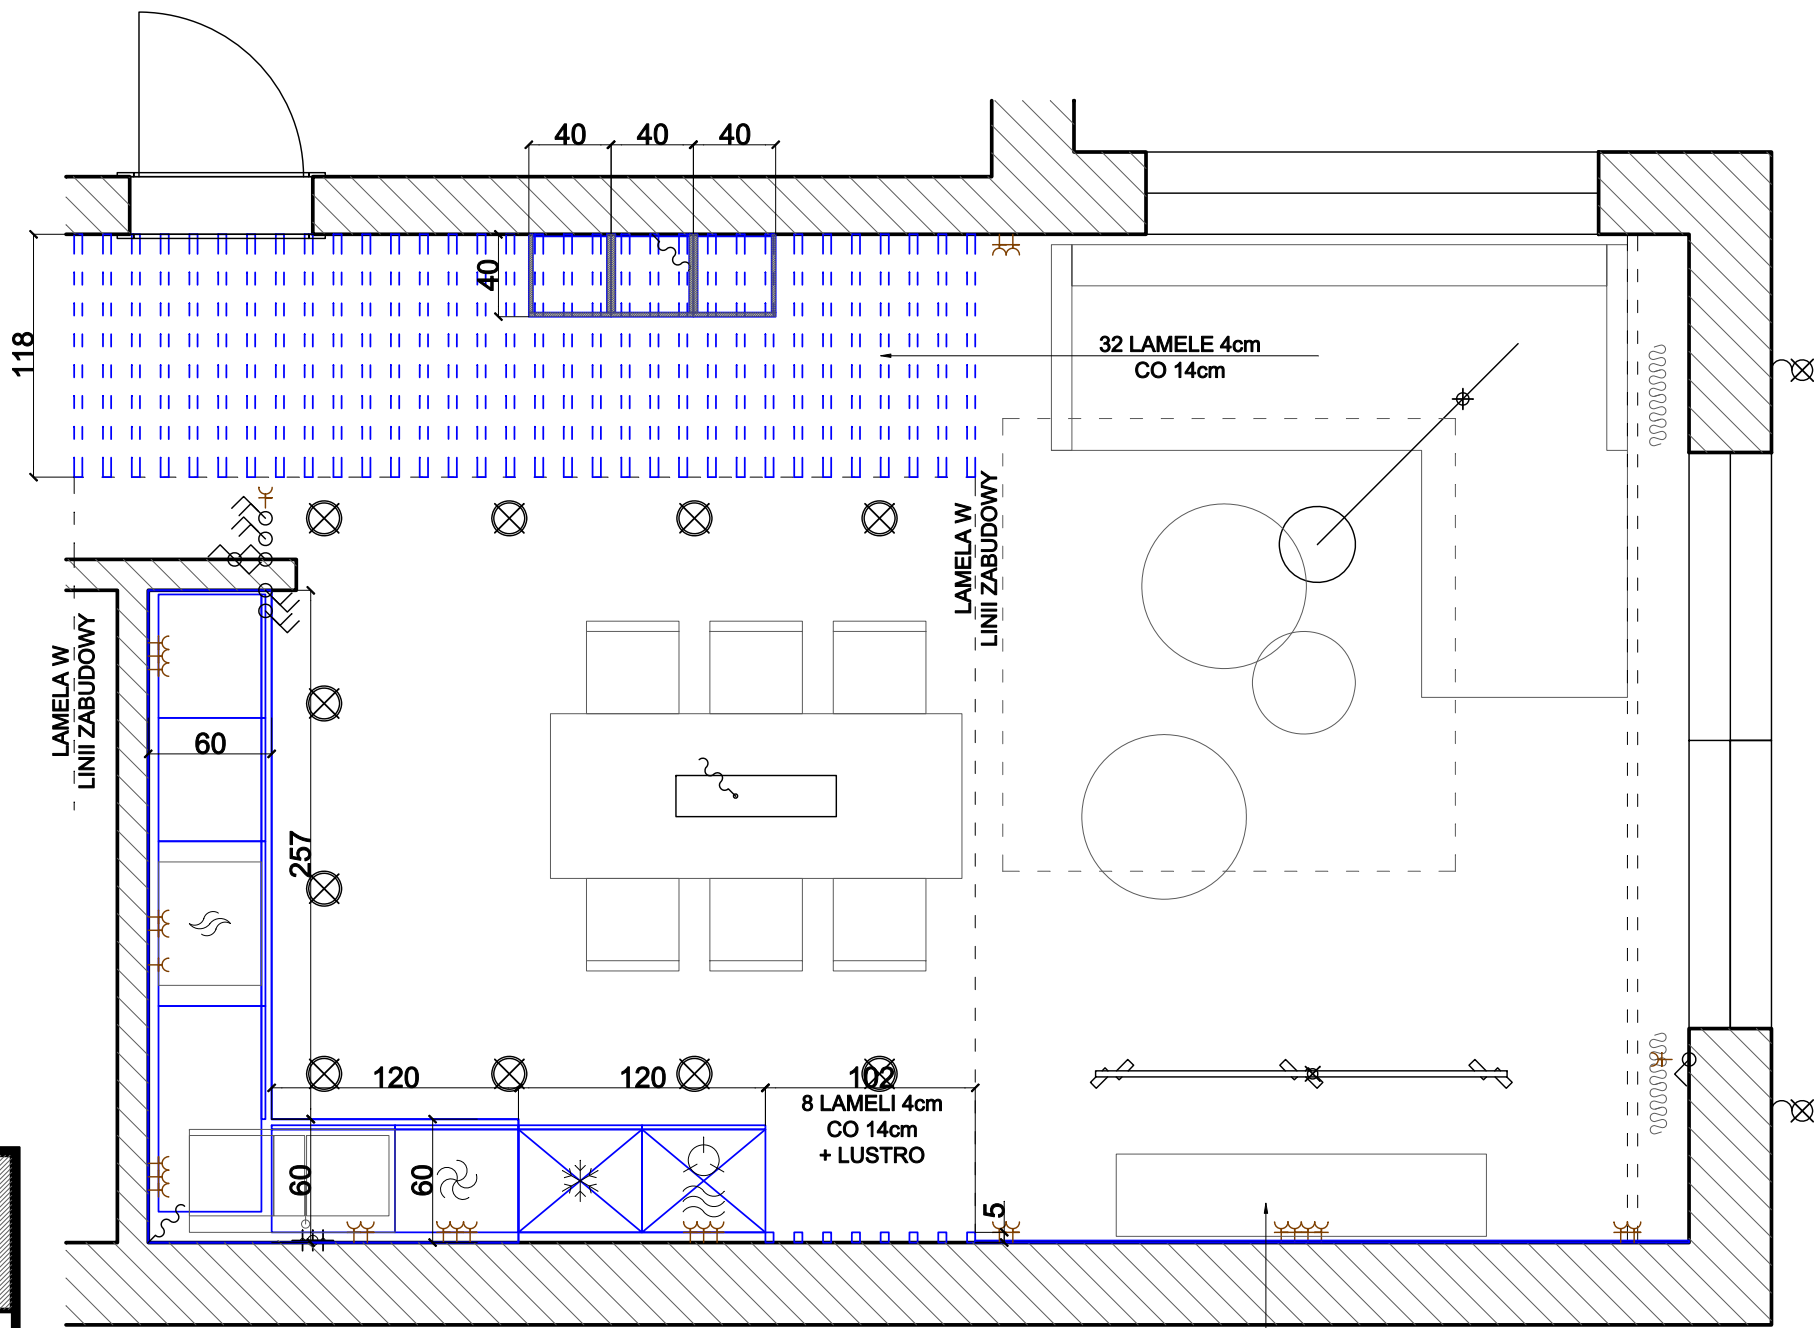 40
40
40
40
118
32 LAMELE 4cm
CO 14cm
LAMELA W
LINII ZABUDOWY
LAMELA W
LINII ZABUDOWY
60
257
120
120
102
8 LAMELI 4cm
CO 14cm
+ LUSTRO
60
60
5